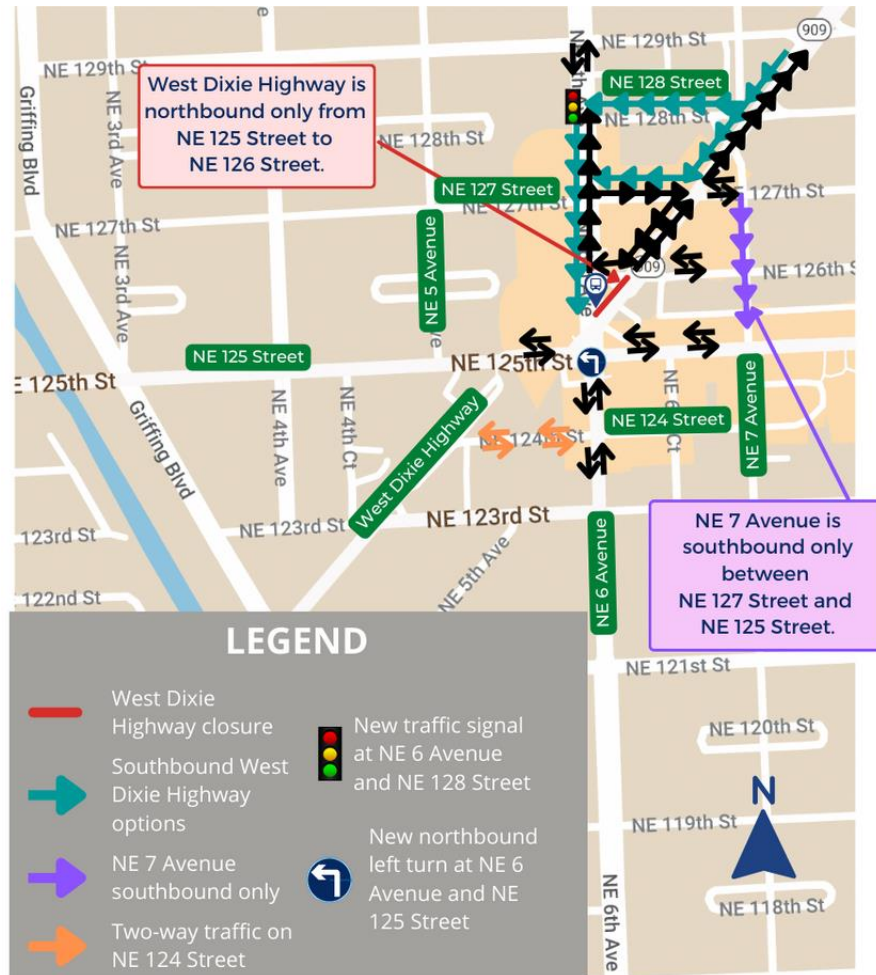 909
NE 129th St
NE 129th St
West Dixie Highway is
northbound only from
NE 125 Street to
NE 126 Street.
NE 128 Street
NE 128th St
NE 128th St
Griffing Blvd
NE 3rd Ave
NE 127 Street
NE 127th St
NE 127th St
NE 127th St
NE 3rd Ave
NE 5 Avenue
909
NE 126th St
NE 125 Street
E 125th St
NE 125th St
NE 7 Avenue
NE 4th Ave
NE 4th Ct
West Dixie Highway
NE 124th St
NE 124 Street
Griffing Blvd
123rd St
NE 123rd St
NE 123rd St
NE 5th Ave
NE 6 Avenue
122nd St
NE 7 Avenue is
southbound only
between
NE 127 Street and
NE 125 Street.
NE 121st St
NE 120th St
N
NE 119th St
NE 118th St
NE 6th Ave
LEGEND
West Dixie
Highway closure
Southbound West
Dixie Highway
options
NE 7 Avenue
southbound only
Two-way traffic on
NE 124 Street
New traffic signal
at NE 6 Avenue
and NE 128 Street
New northbound
left turn at NE 6
Avenue and NE
125 Street